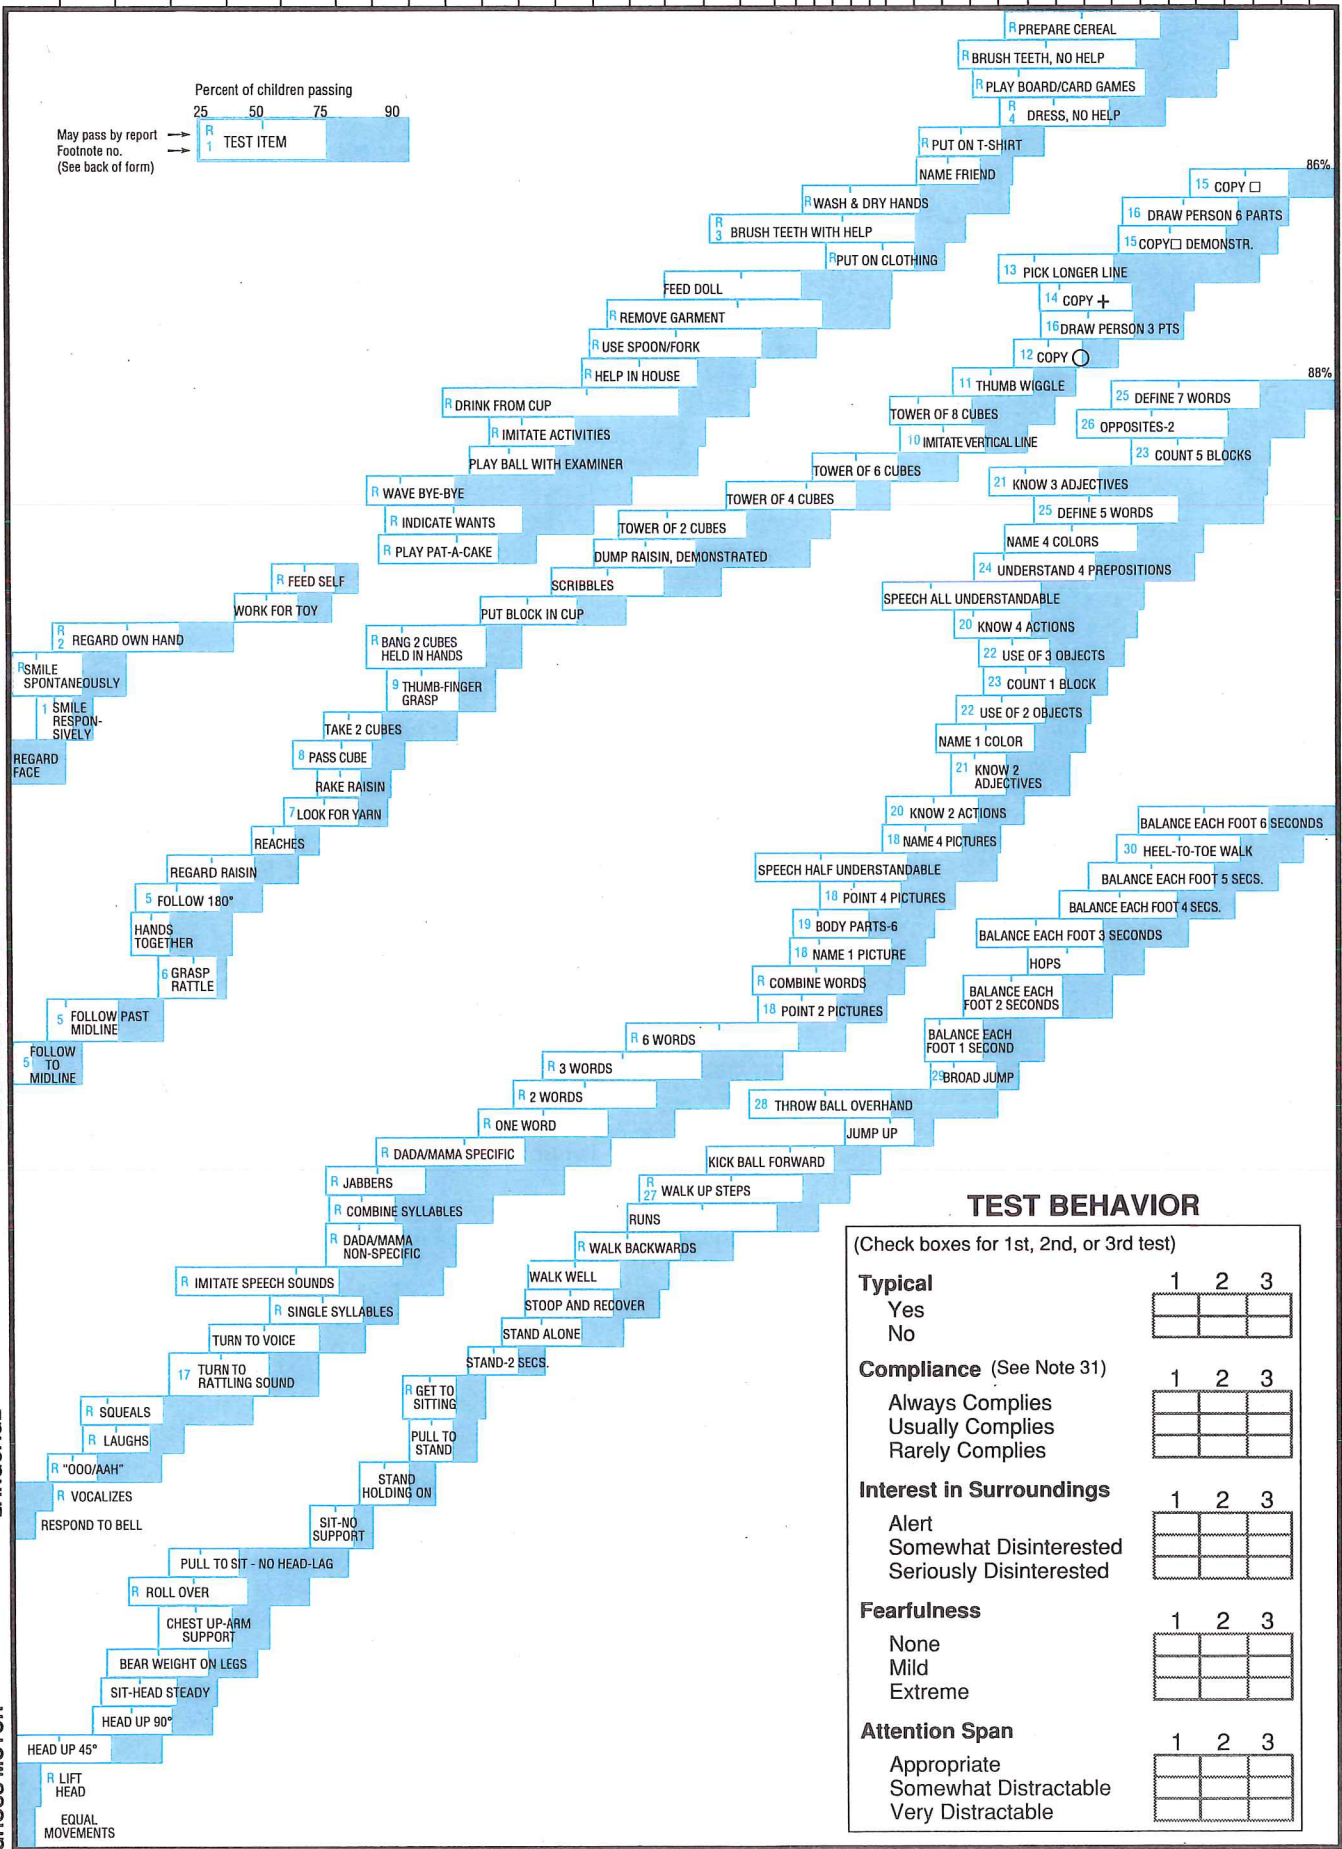 Percent of children passing
25 50 75 90
May pass by report
Footnote no.
(See back of form)
R
1 TEST ITEM
R PREPARE CEREAL
R BRUSH TEETH, NO HELP
R PLAY BOARD/CARD GAMES
R
4 DRESS, NO HELP
R PUT ON T-SHIRT
NAME FRIEND
R WASH & DRY HANDS
R
3 BRUSH TEETH WITH HELP
R PUT ON CLOTHING
FEED DOLL
R REMOVE GARMENT
R USE SPOON/FORK
R HELP IN HOUSE
R DRINK FROM CUP
R IMITATE ACTIVITIES
PLAY BALL WITH EXAMINER
R WAVE BYE-BYE
R INDICATE WANTS
R PLAY PAT-A-CAKE
R FEED SELF
WORK FOR TOY
R
2 REGARD OWN HAND
R SMILE
SPONTANEOUSLY
1 SMILE
RESPON-
SIVELY
REGARD
FACE
86%
15 COPY □
16 DRAW PERSON 6 PARTS
15 COPY □ DEMONSTR.
13 PICK LONGER LINE
14 COPY +
16 DRAW PERSON 3 PTS
12 COPY ○
11 THUMB WIGGLE
TOWER OF 8 CUBES
10 IMITATE VERTICAL LINE
TOWER OF 6 CUBES
TOWER OF 4 CUBES
TOWER OF 2 CUBES
DUMP RAISIN, DEMONSTRATED
SCRIBBLES
PUT BLOCK IN CUP
R BANG 2 CUBES
HELD IN HANDS
9 THUMB-FINGER
GRASP
TAKE 2 CUBES
8 PASS CUBE
RAKE RAISIN
7 LOOK FOR YARN
REACHES
REGARD RAISIN
5 FOLLOW 180°
HANDS
TOGETHER
6 GRASP
RATTLE
5 FOLLOW PAST
MIDLINE
5 FOLLOW
TO
MIDLINE
88%
25 DEFINE 7 WORDS
26 OPPOSITES-2
23 COUNT 5 BLOCKS
21 KNOW 3 ADJECTIVES
25 DEFINE 5 WORDS
NAME 4 COLORS
24 UNDERSTAND 4 PREPOSITIONS
SPEECH ALL UNDERSTANDABLE
20 KNOW 4 ACTIONS
22 USE OF 3 OBJECTS
23 COUNT 1 BLOCK
22 USE OF 2 OBJECTS
NAME 1 COLOR
21 KNOW 2
ADJECTIVES
20 KNOW 2 ACTIONS
18 NAME 4 PICTURES
SPEECH HALF UNDERSTANDABLE
18 POINT 4 PICTURES
19 BODY PARTS-6
18 NAME 1 PICTURE
R COMBINE WORDS
18 POINT 2 PICTURES
R 6 WORDS
R 3 WORDS
R 2 WORDS
R ONE WORD
R DADA/MAMA SPECIFIC
R JABBERS
R COMBINE SYLLABLES
R DADA/MAMA
NON-SPECIFIC
R IMITATE SPEECH SOUNDS
R SINGLE SYLLABLES
TURN TO VOICE
17 TURN TO
RATTLING SOUND
R SQUEALS
R LAUGHS
R "OOO/AAH"
R VOCALIZES
RESPOND TO BELL
BALANCE EACH FOOT 6 SECONDS
30 HEEL-TO-TOE WALK
BALANCE EACH FOOT 5 SECS.
BALANCE EACH FOOT 4 SECS.
BALANCE EACH FOOT 3 SECONDS
HOPS
BALANCE EACH
FOOT 2 SECONDS
BALANCE EACH
FOOT 1 SECOND
29 BROAD JUMP
28 THROW BALL OVERHAND
JUMP UP
KICK BALL FORWARD
R
27 WALK UP STEPS
RUNS
R WALK BACKWARDS
WALK WELL
STOOP AND RECOVER
STAND ALONE
STAND-2 SECS.
R GET TO
SITTING
PULL TO
STAND
STAND
HOLDING ON
SIT-NO
SUPPORT
PULL TO SIT - NO HEAD-LAG
R ROLL OVER
CHEST UP-ARM
SUPPORT
BEAR WEIGHT ON LEGS
SIT-HEAD STEADY
HEAD UP 90°
HEAD UP 45°
R LIFT
HEAD
EQUAL
MOVEMENTS
TEST BEHAVIOR
(Check boxes for 1st, 2nd, or 3rd test)
Typical 1 2 3
Yes
No
Compliance (See Note 31) 1 2 3
Always Complies
Usually Complies
Rarely Complies
Interest in Surroundings 1 2 3
Alert
Somewhat Disinterested
Seriously Disinterested
Fearfulness 1 2 3
None
Mild
Extreme
Attention Span 1 2 3
Appropriate
Somewhat Distractable
Very Distractable